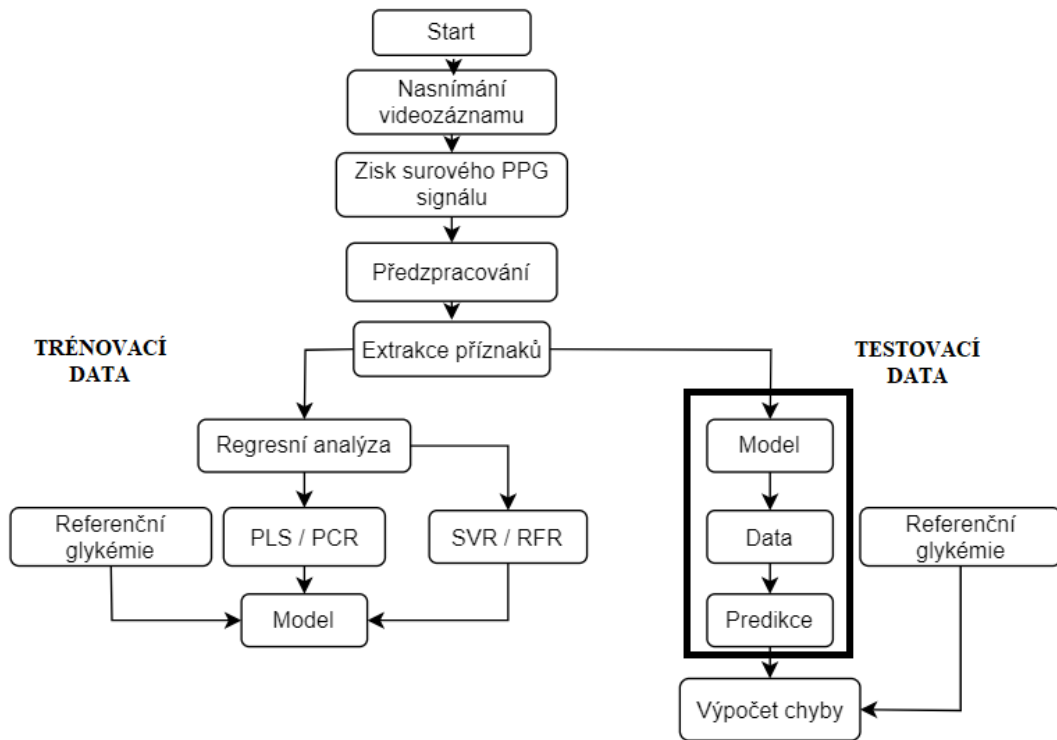 Start
Nasnímání
videozáznamu
Zisk surového PPG
signálu
Předzpracování
Extrakce příznaků
TRÉNOVACÍ
DATA
Regresní analýza
Referenční
glykémie
PLS / PCR
SVR / RFR
Model
TESTOVACÍ
DATA
Model
Data
Predikce
Referenční
glykémie
Výpočet chyby